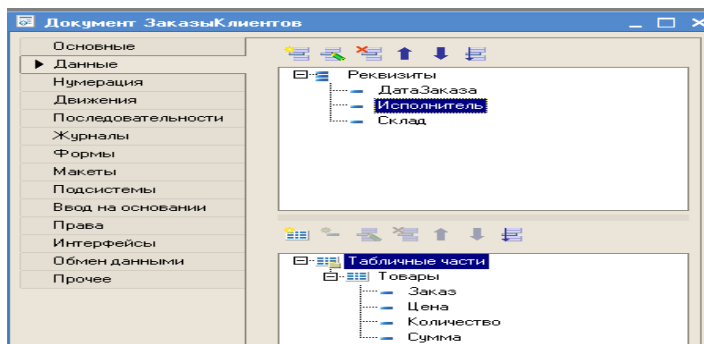 Документ ЗаказыКлиентов
Основные
Данные
Нумерация
Движения
Последовательности
Журналы
Формы
Макеты
Подсистемы
Ввод на основании
Права
Интерфейсы
Обмен данными
Прочее
Реквизиты
ДатаЗаказа
Исполнитель
Склад
Табличные части
Товары
Заказ
Цена
Количество
Сумма